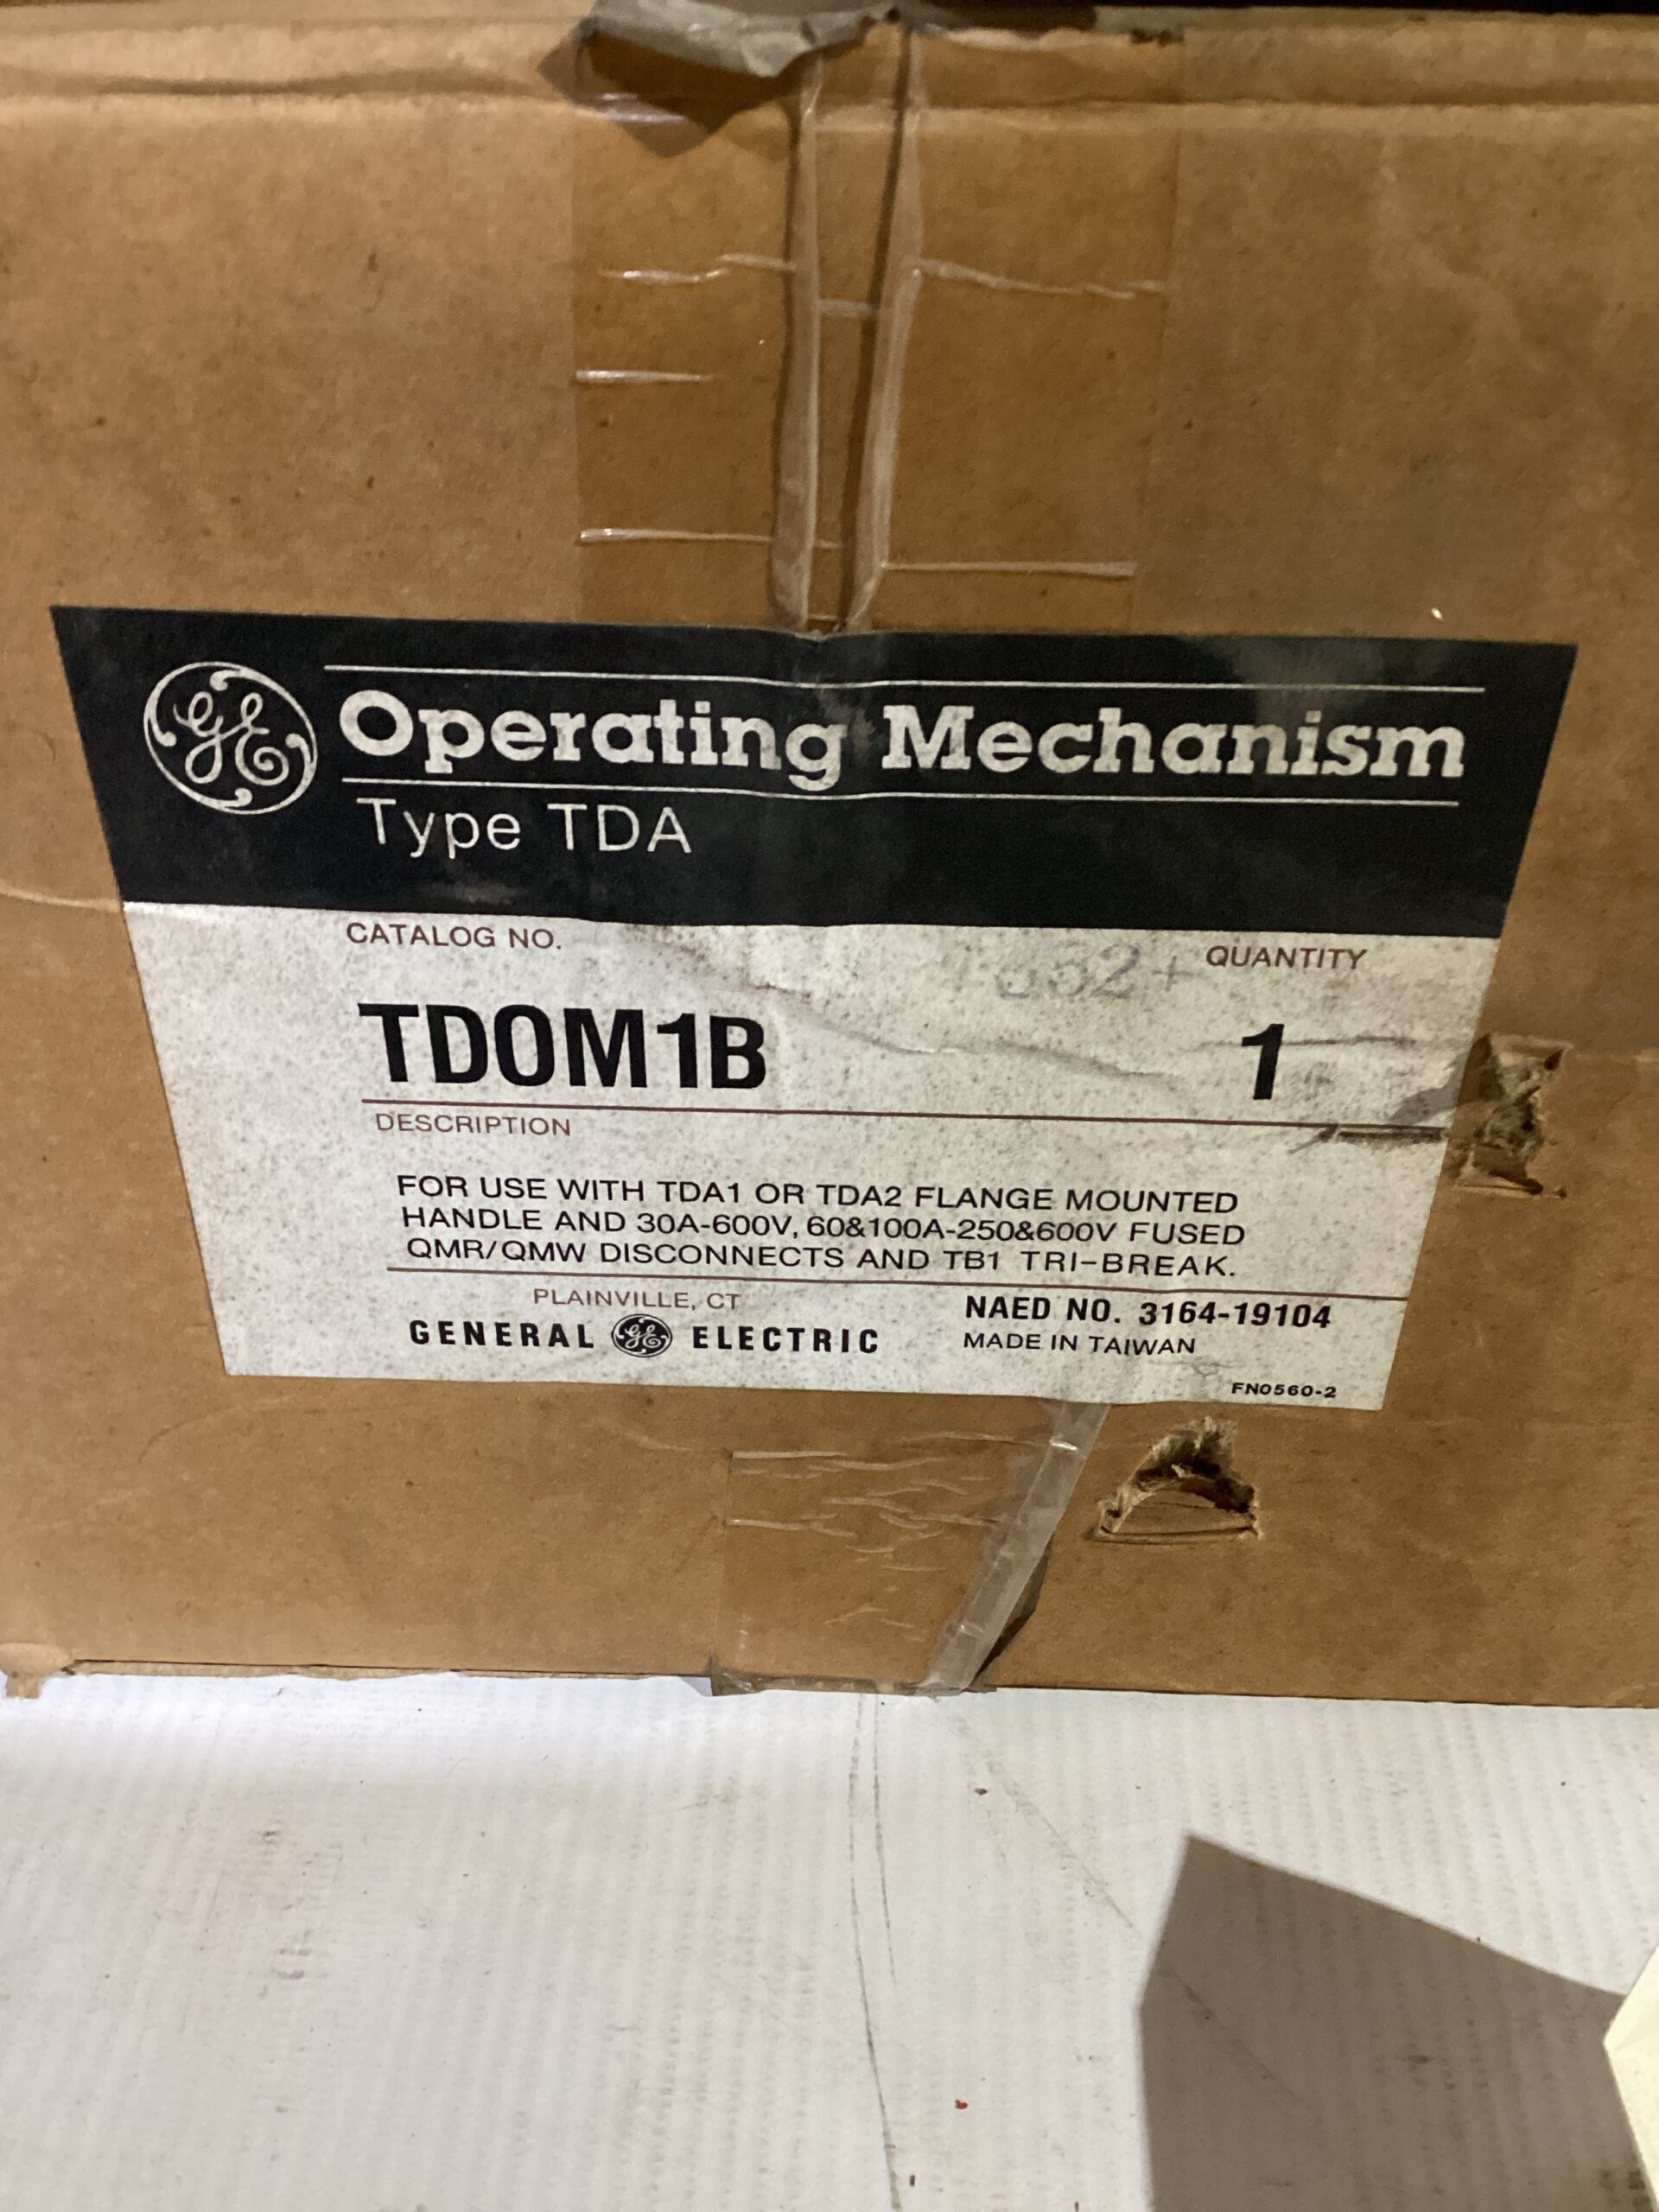 GE Operating Mechanism
Type TDA
CATALOG NO.
QUANTITY
TDOM1B
1
DESCRIPTION
FOR USE WITH TDA1 OR TDA2 FLANGE MOUNTED
HANDLE AND 30A-600V, 60&100A-250&600V FUSED
QMR/QMW DISCONNECTS AND TB1 TRI-BREAK.
PLAINVILLE, CT
GENERAL GE ELECTRIC
NAED NO. 3164-19104
MADE IN TAIWAN
FN0560-2